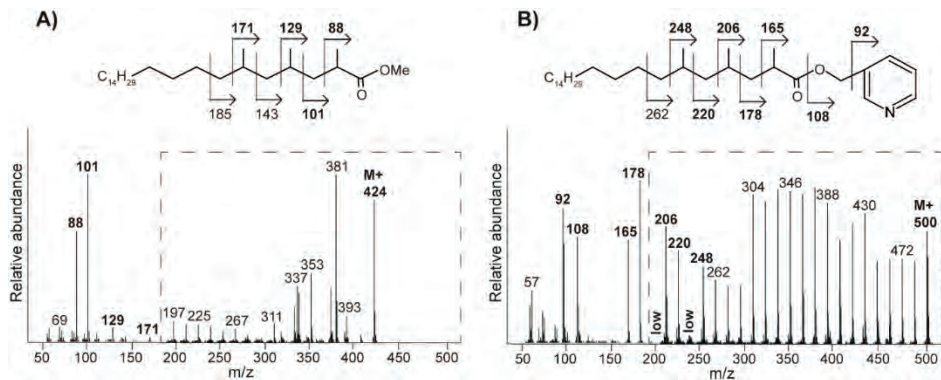 A)
171 129 88
OMe
C14H29
O
185 143 101
Relative abundance
101
88
69
129
171
197
225
267
311
337
353
381
393
M+
424
50 100 150 200 250 300 350 400 450 500
m/z
B)
248 206 165 92
C14H29
O
O
N
262 220 178 108
Relative abundance
57
92
108
165
178
low
206
220
low
248
262
304
346
388
430
472
M+
500
50 100 150 200 250 300 350 400 450 500
m/z